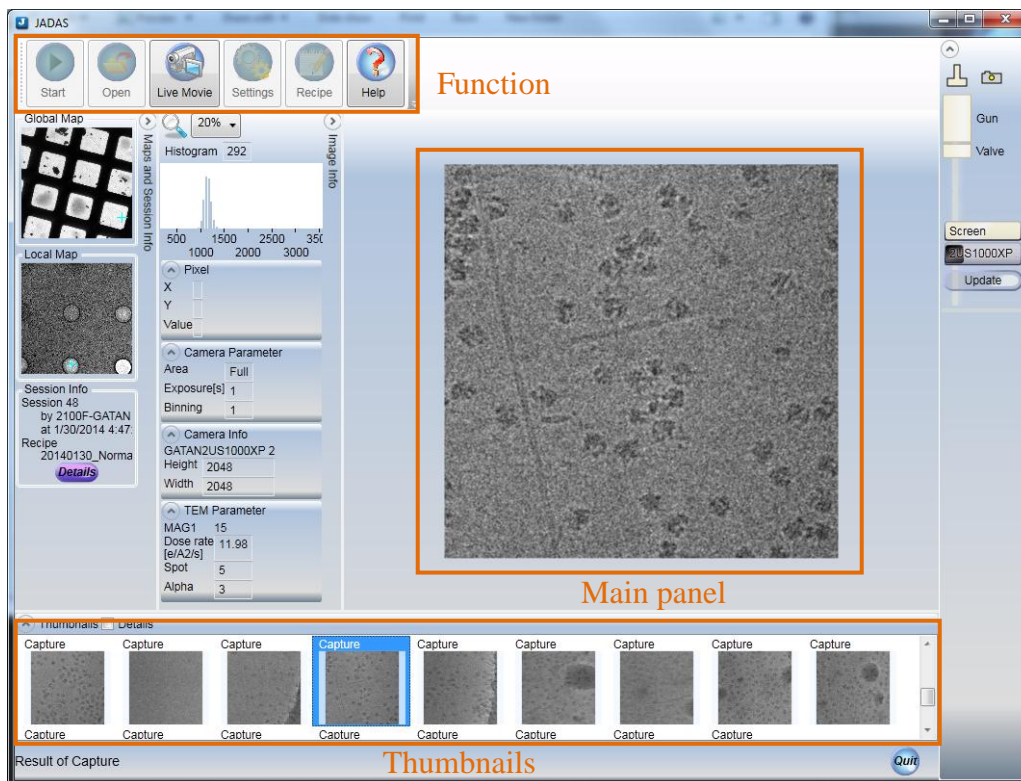 JADAS
Start
Open
Live Movie
Settings
Recipe
Help
Function
Global Map
Maps and Session Info
20%
Histogram 292
500 1500 2500
1000 2000 3000
Image Info
Gun
Valve
Screen
2US1000XP
Update
Local Map
Pixel
X
Y
Value
Camera Parameter
Area Full
Exposure[s] 1
Binning 1
Session Info
Session 48
by 2100F-GATAN
at 1/30/2014 4:47:
Recipe
20140130_Norma
Details
Camera Info
GATAN2US1000XP 2
Height 2048
Width 2048
TEM Parameter
MAG1 15
Dose rate 11.98
[e/A2/s]
Spot 5
Alpha 3
Main panel
Thumbnails Details
Capture Capture Capture Capture Capture Capture Capture Capture Capture
Capture Capture Capture Capture Capture Capture Capture Capture
Result of Capture
Thumbnails
Quit